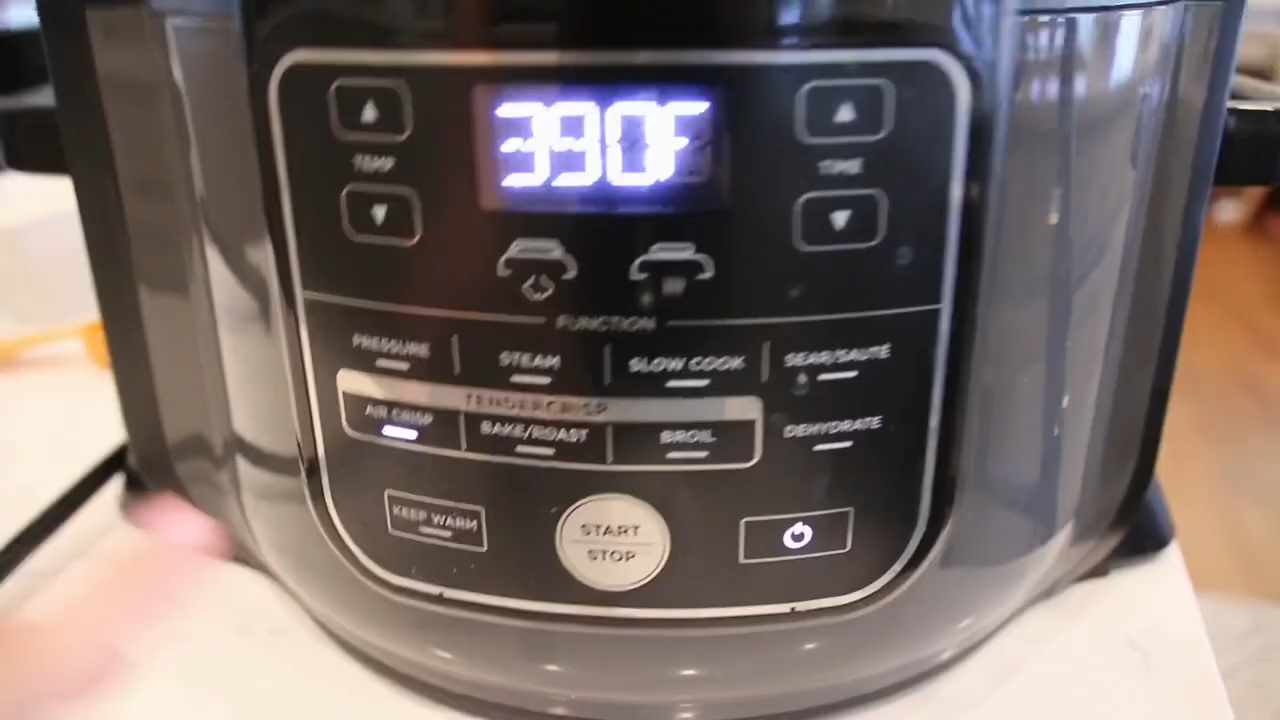 390F
TEMP
TIME
FUNCTION
PRESSURE
STEAM
SLOW COOK
SEAR/SAUTÉ
TENDERCRISP
AIR CRISP
BAKE/ROAST
BROIL
DEHYDRATE
KEEP WARM
START
STOP